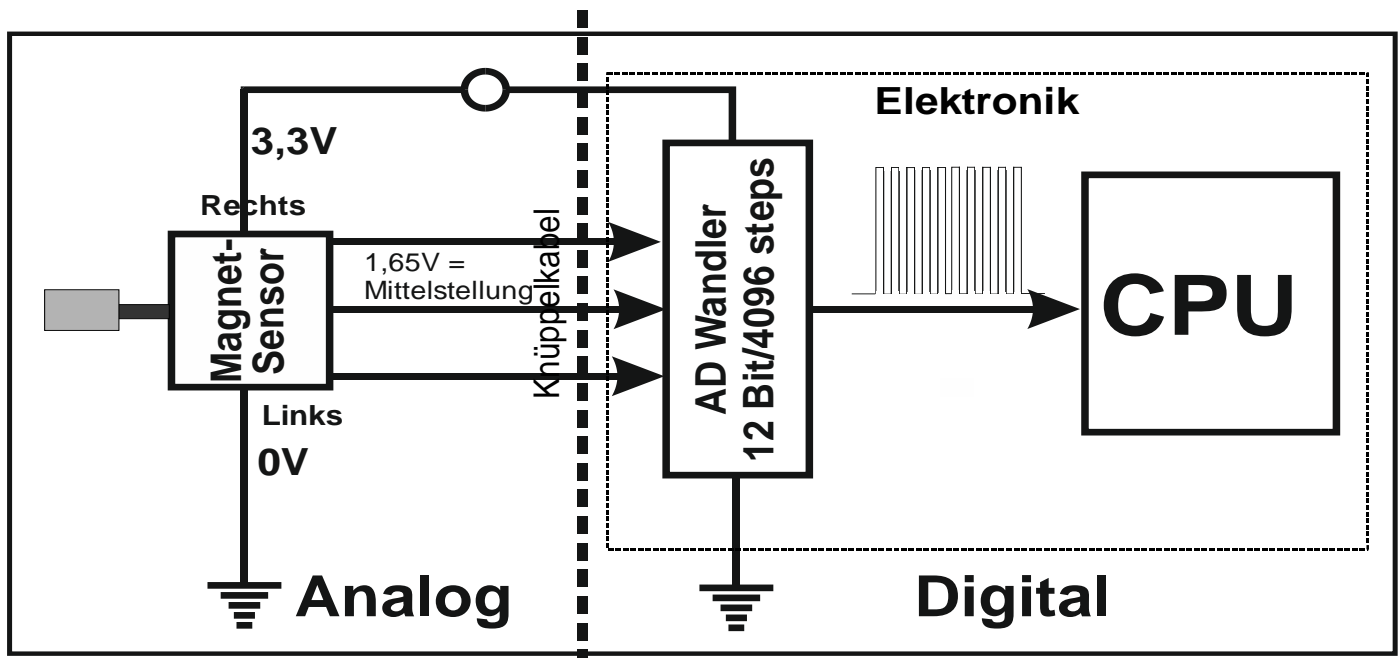 Elektronik
3,3V
Rechts
Magnet-
Sensor
1,65V =
Mittelstellung
Knüppelkabel
AD Wandler
12 Bit/4096 steps
CPU
Links
0V
Analog
Digital